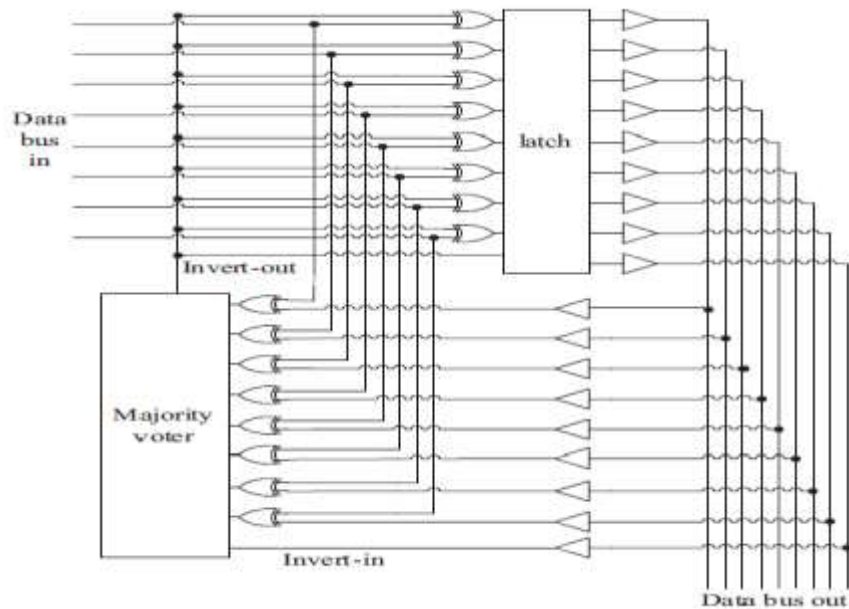 Data
bus
in
latch
Invert-out
Majority
voter
Invert-in
Data bus out